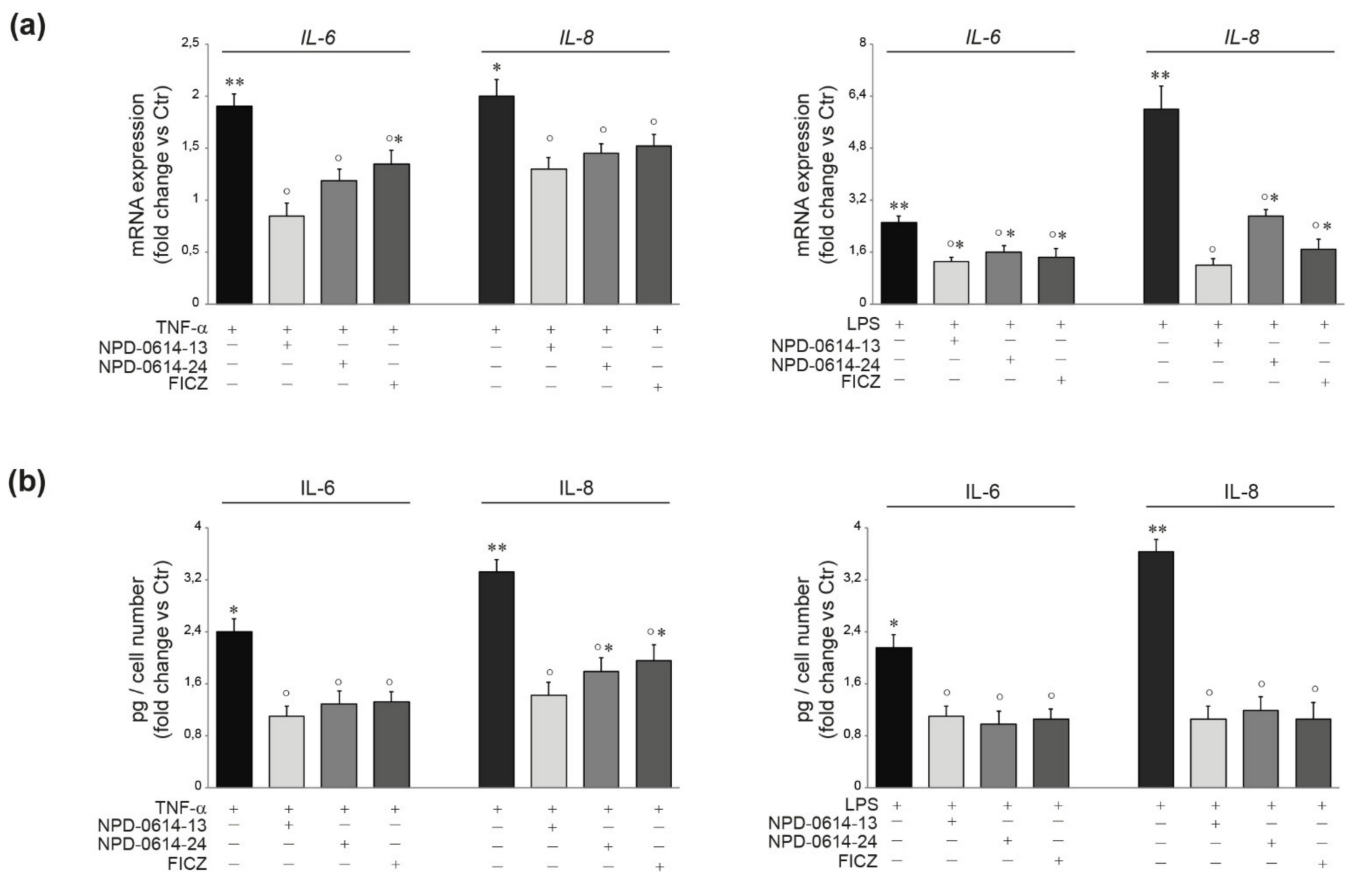 (a)
IL-6 IL-8
mRNA expression
(fold change vs Ctr)
2,5
2
1,5
1
0,5
0
** ○ ○ ○* * ○ ○ ○
TNF-α + + + + + + + +
NPD-0614-13 – + – – – + – –
NPD-0614-24 – – + – – – + –
FICZ – – – + – – – +
IL-6 IL-8
mRNA expression
(fold change vs Ctr)
8
6,4
4,8
3,2
1,6
0
** ○* ○* ○* ** ○ ○* ○*
LPS + + + + + + + +
NPD-0614-13 – + – – – + – –
NPD-0614-24 – – + – – – + –
FICZ – – – + – – – +
(b)
IL-6 IL-8
pg / cell number
(fold change vs Ctr)
4
3,2
2,4
1,6
0,8
0
* ○ ○ ○ ** ○ ○* ○*
TNF-α + + + + + + + +
NPD-0614-13 – + – – – + – –
NPD-0614-24 – – + – – – + –
FICZ – – – + – – – +
IL-6 IL-8
pg / cell number
(fold change vs Ctr)
4
3,2
2,4
1,6
0,8
0
* ○ ○ ○ ** ○ ○ ○
LPS + + + + + + + +
NPD-0614-13 – + – – – + – –
NPD-0614-24 – – + – – – + –
FICZ – – – + – – – +